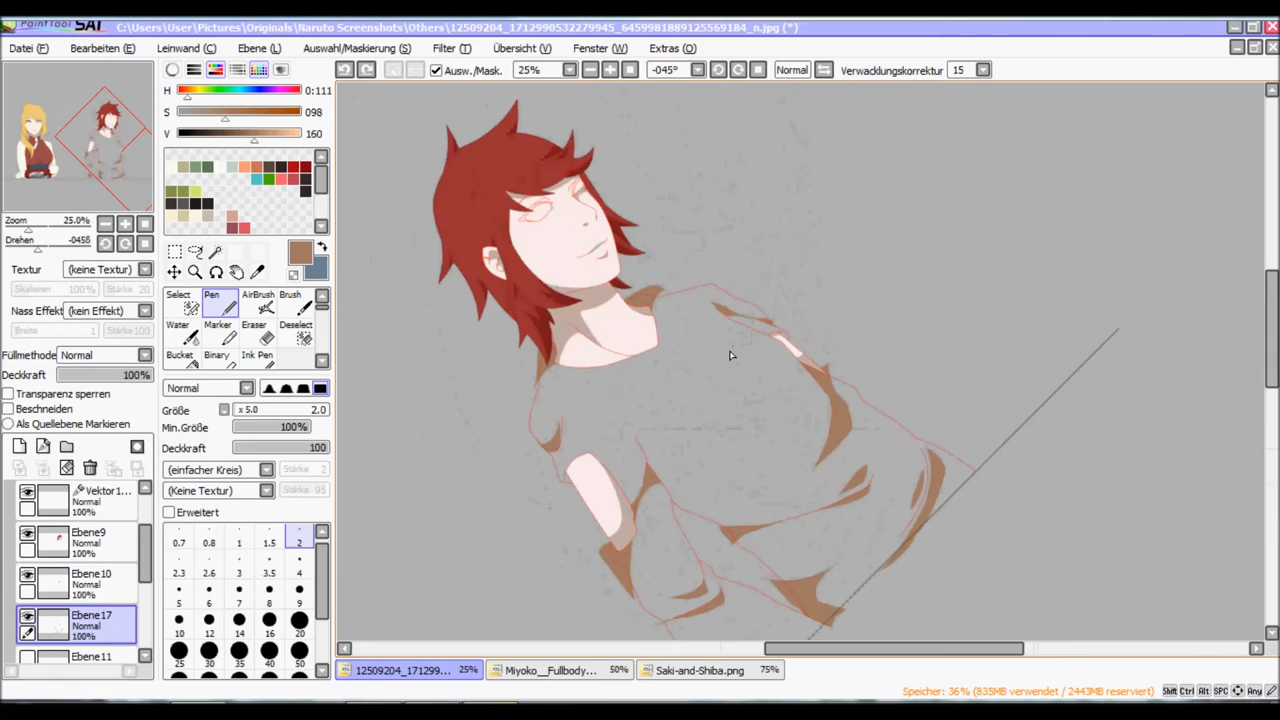 PaintTool SAI C:\Users\User\Pictures\Originals\Naruto Screenshots\Others\12509204_1712990532279945_6459981889125569184_n.jpg (*)
Datei (F) Bearbeiten (E) Leinwand (C) Ebene (L) Auswahl/Maskierung (S) Filter (T) Übersicht (V) Fenster (W) Extras (O)
Ausw./Mask. 25% -045° Normal Verwacklungskorrektur 15
H 0:111
S 098
V 160
Zoom 25.0%
Drehen -045ß
Textur (keine Textur)
Skalieren 100% Stärke 20
Nass Effekt (kein Effekt)
Breite 1 Stärke 100
Füllmethode Normal
Deckkraft 100%
Transparenz sperren
Beschneiden
Als Quellebene Markieren
Select Pen AirBrush Brush
Water Marker Eraser Deselect
Bucket Binary Ink Pen
Normal
Größe x 5.0 2.0
Min.Größe 100%
Deckkraft 100
(einfacher Kreis) Stärke 2
(Keine Textur) Stärke 95
Erweitert
0.7 0.8 1 1.5 2
2.3 2.6 3 3.5 4
5 6 7 8 9
10 12 14 16 20
25 30 35 40 50
Vektor1...
Normal
100%
Ebene9
Normal
100%
Ebene10
Normal
100%
Ebene17
Normal
100%
Ebene11
12509204_171299... 25% Miyoko__Fullbody... 50% Saki-and-Shiba.png 75%
Speicher: 36% (835MB verwendet / 2443MB reserviert) Shift Ctrl Alt SPC Any